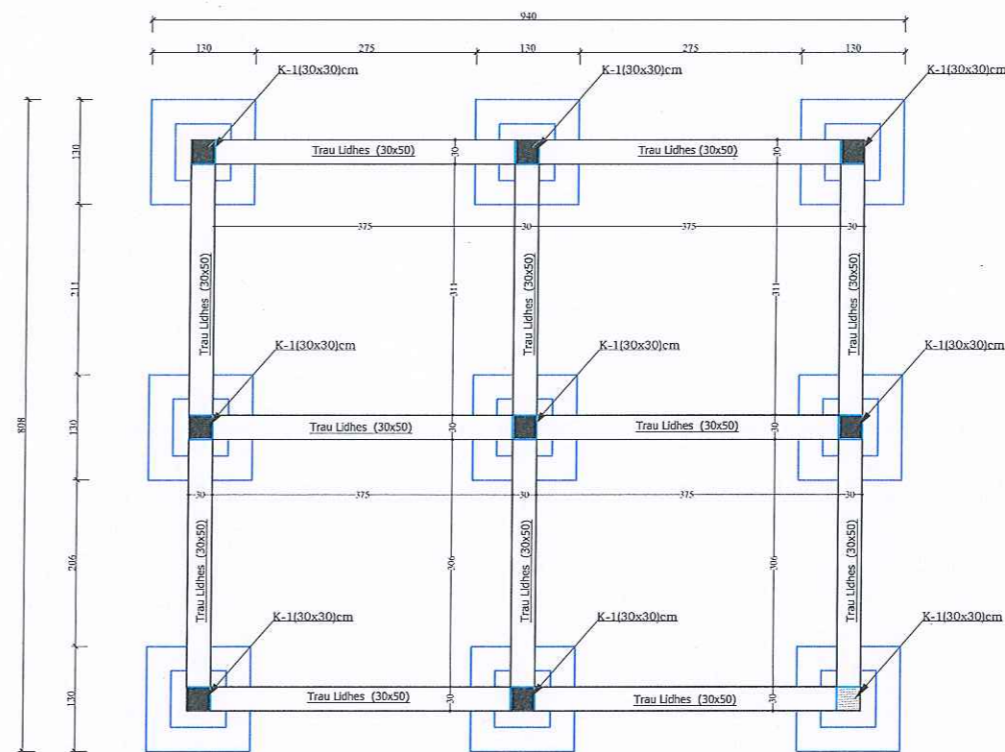 940
130 275 130 275 130
K-1(30x30)cm K-1(30x30)cm K-1(30x30)cm
130
Trau Lidhes (30x50) 30 Trau Lidhes (30x50) 30
375 30 375 30
808
211
Trau Lidhes (30x50) 311 Trau Lidhes (30x50) 311 Trau Lidhes (30x50)
K-1(30x30)cm K-1(30x30)cm K-1(30x30)cm
130
Trau Lidhes (30x50) 30 Trau Lidhes (30x50) 30
30 375 30 375 30
206
Trau Lidhes (30x50) 306 Trau Lidhes (30x50) 306 Trau Lidhes (30x50)
K-1(30x30)cm K-1(30x30)cm K-1(30x30)cm
130
Trau Lidhes (30x50) 30 Trau Lidhes (30x50) 30